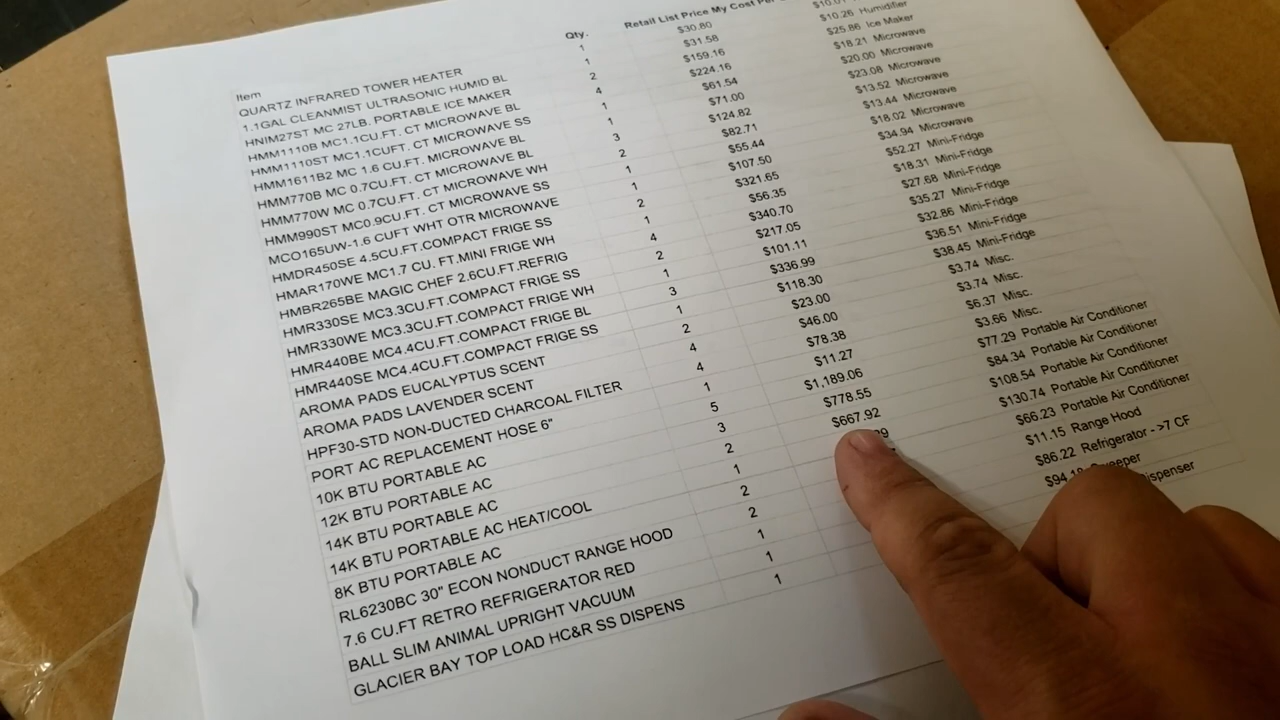 Item Qty. Retail List Price My Cost Per
QUARTZ INFRARED TOWER HEATER 1 $30.80
1.1GAL CLEANMIST ULTRASONIC HUMID BL 1 $31.58 $10.26 Humidifier
HNIM27ST MC 27LB. PORTABLE ICE MAKER 2 $159.16 $25.86 Ice Maker
HMM1110B MC1.1CU.FT. CT MICROWAVE BL 4 $224.16 $18.21 Microwave
HMM1110ST MC1.1CUFT. CT MICROWAVE SS 1 $61.54 $20.00 Microwave
HMM1611B2 MC 1.6 CU.FT. MICROWAVE BL 1 $71.00 $23.08 Microwave
HMM770B MC 0.7CU.FT. CT MICROWAVE BL 3 $124.82 $13.52 Microwave
HMM770W MC 0.7CU.FT. CT MICROWAVE WH 2 $82.71 $13.44 Microwave
HMM990ST MC0.9CU.FT. CT MICROWAVE SS 1 $55.44 $18.02 Microwave
MCO165UW-1.6 CUFT WHT OTR MICROWAVE 1 $107.50 $34.94 Microwave
HMDR450SE 4.5CU.FT.COMPACT FRIGE SS 2 $321.65 $52.27 Mini-Fridge
HMAR170WE MC1.7 CU. FT.MINI FRIGE WH 1 $56.35 $18.31 Mini-Fridge
HMBR265BE MAGIC CHEF 2.6CU.FT.REFRIG 4 $340.70 $27.68 Mini-Fridge
HMR330SE MC3.3CU.FT.COMPACT FRIGE SS 2 $217.05 $35.27 Mini-Fridge
HMR330WE MC3.3CU.FT.COMPACT FRIGE WH 1 $101.11 $32.86 Mini-Fridge
HMR440BE MC4.4CU.FT.COMPACT FRIGE BL 3 $336.99 $36.51 Mini-Fridge
HMR440SE MC4.4CU.FT.COMPACT FRIGE SS 1 $118.30 $38.45 Mini-Fridge
AROMA PADS EUCALYPTUS SCENT 2 $23.00 $3.74 Misc.
AROMA PADS LAVENDER SCENT 4 $46.00 $3.74 Misc.
HPF30-STD NON-DUCTED CHARCOAL FILTER 4 $78.38 $6.37 Misc.
PORT AC REPLACEMENT HOSE 6" 1 $11.27 $3.66 Misc.
10K BTU PORTABLE AC 5 $1,189.06 $77.29 Portable Air Conditioner
12K BTU PORTABLE AC 3 $778.55 $84.34 Portable Air Conditioner
14K BTU PORTABLE AC 2 $667.92 $108.54 Portable Air Conditioner
14K BTU PORTABLE AC HEAT/COOL 1 $130.74 Portable Air Conditioner
8K BTU PORTABLE AC 2 $66.23 Portable Air Conditioner
RL6230BC 30" ECON NONDUCT RANGE HOOD 2 $11.15 Range Hood
7.6 CU.FT RETRO REFRIGERATOR RED 1 $86.22 Refrigerator - >7 CF
BALL SLIM ANIMAL UPRIGHT VACUUM 1
GLACIER BAY TOP LOAD HC&R SS DISPENS 1